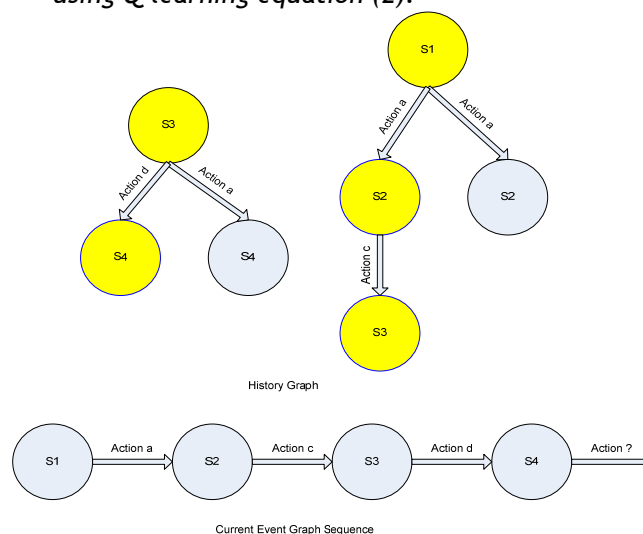 using Q-learning equation (2).
S1
Action a
Action a
S3
Action d
Action a
S2
S2
S4
S4
Action c
S3
History Graph
S1
Action a
S2
Action c
S3
Action d
S4
Action ?
Current Event Graph Sequence